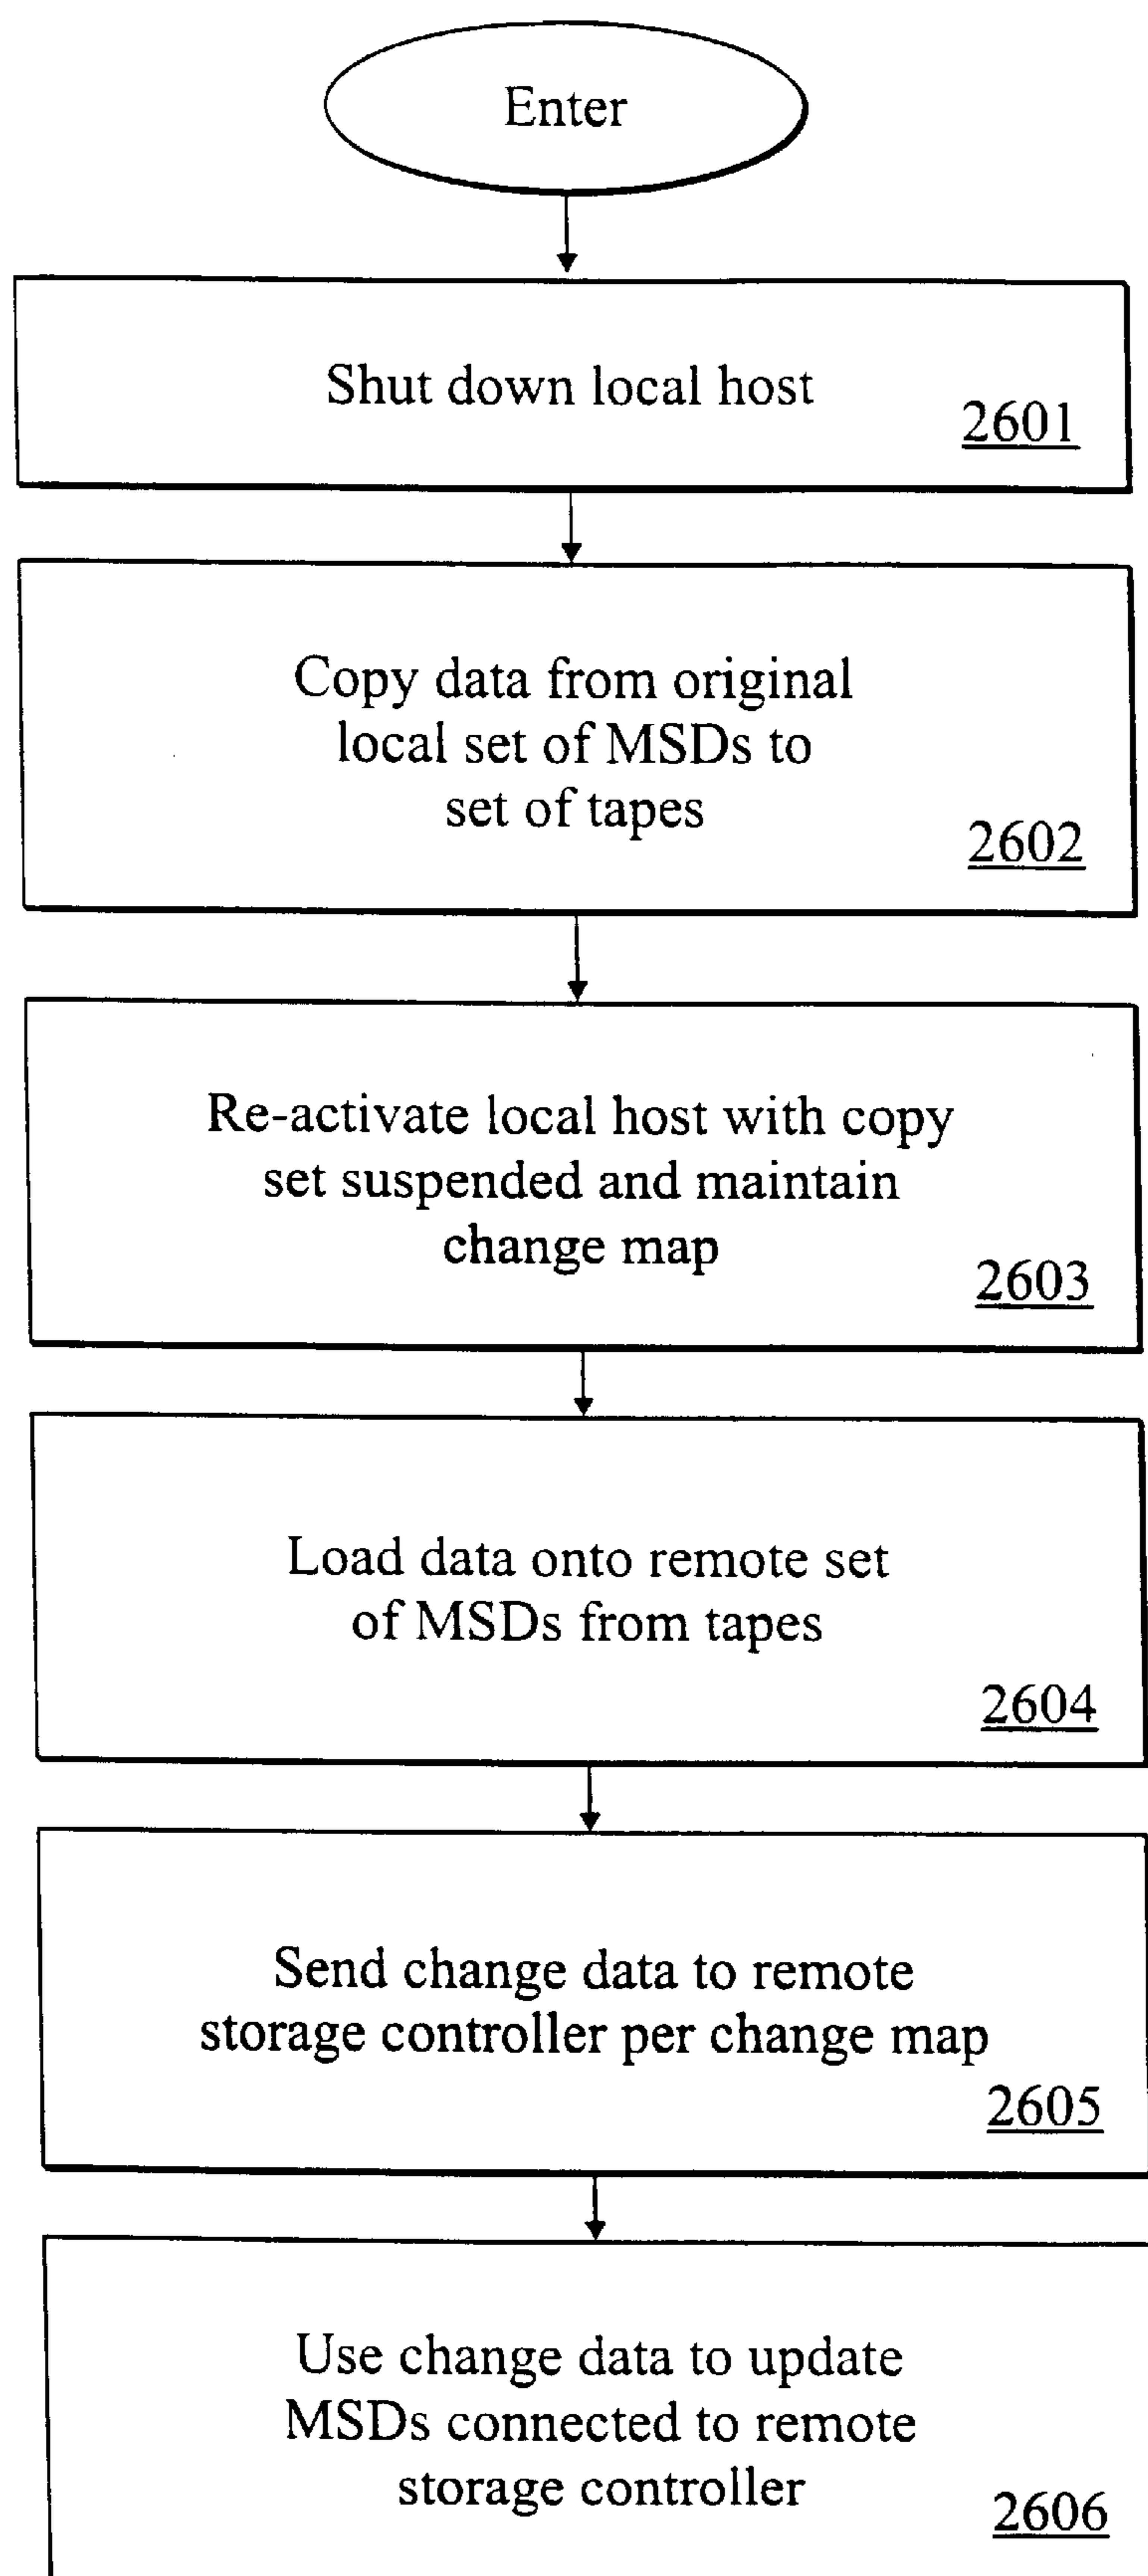 Enter
Shut down local host
2601
Copy data from original
local set of MSDs to
set of tapes
2602
Re-activate local host with copy
set suspended and maintain
change map
2603
Load data onto remote set
of MSDs from tapes
2604
Send change data to remote
storage controller per change map
2605
Use change data to update
MSDs connected to remote
storage controller
2606